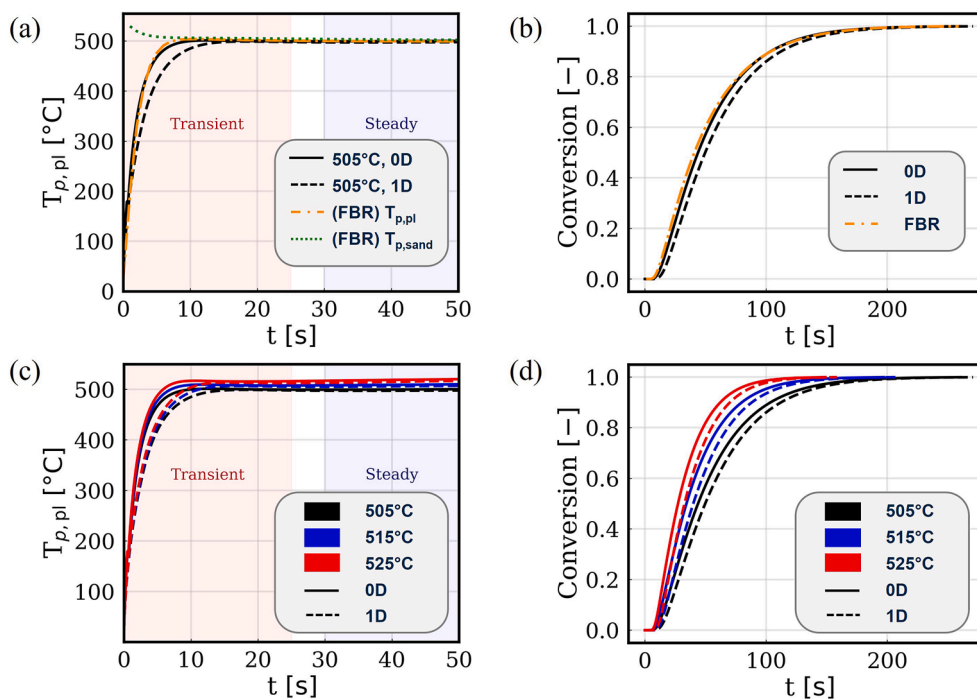 (a)
T_p, pl [°C]
500
400
300
200
100
0
Transient
Steady
505°C, 0D
505°C, 1D
(FBR) T_p,pl
(FBR) T_p,sand
0
10
20
30
40
50
t [s]
(b)
Conversion [−]
1.0
0.8
0.6
0.4
0.2
0.0
0D
1D
FBR
0
100
200
t [s]
(c)
T_p, pl [°C]
500
400
300
200
100
Transient
Steady
505°C
515°C
525°C
0D
1D
0
10
20
30
40
50
t [s]
(d)
Conversion [−]
1.0
0.8
0.6
0.4
0.2
0.0
505°C
515°C
525°C
0D
1D
0
100
200
t [s]